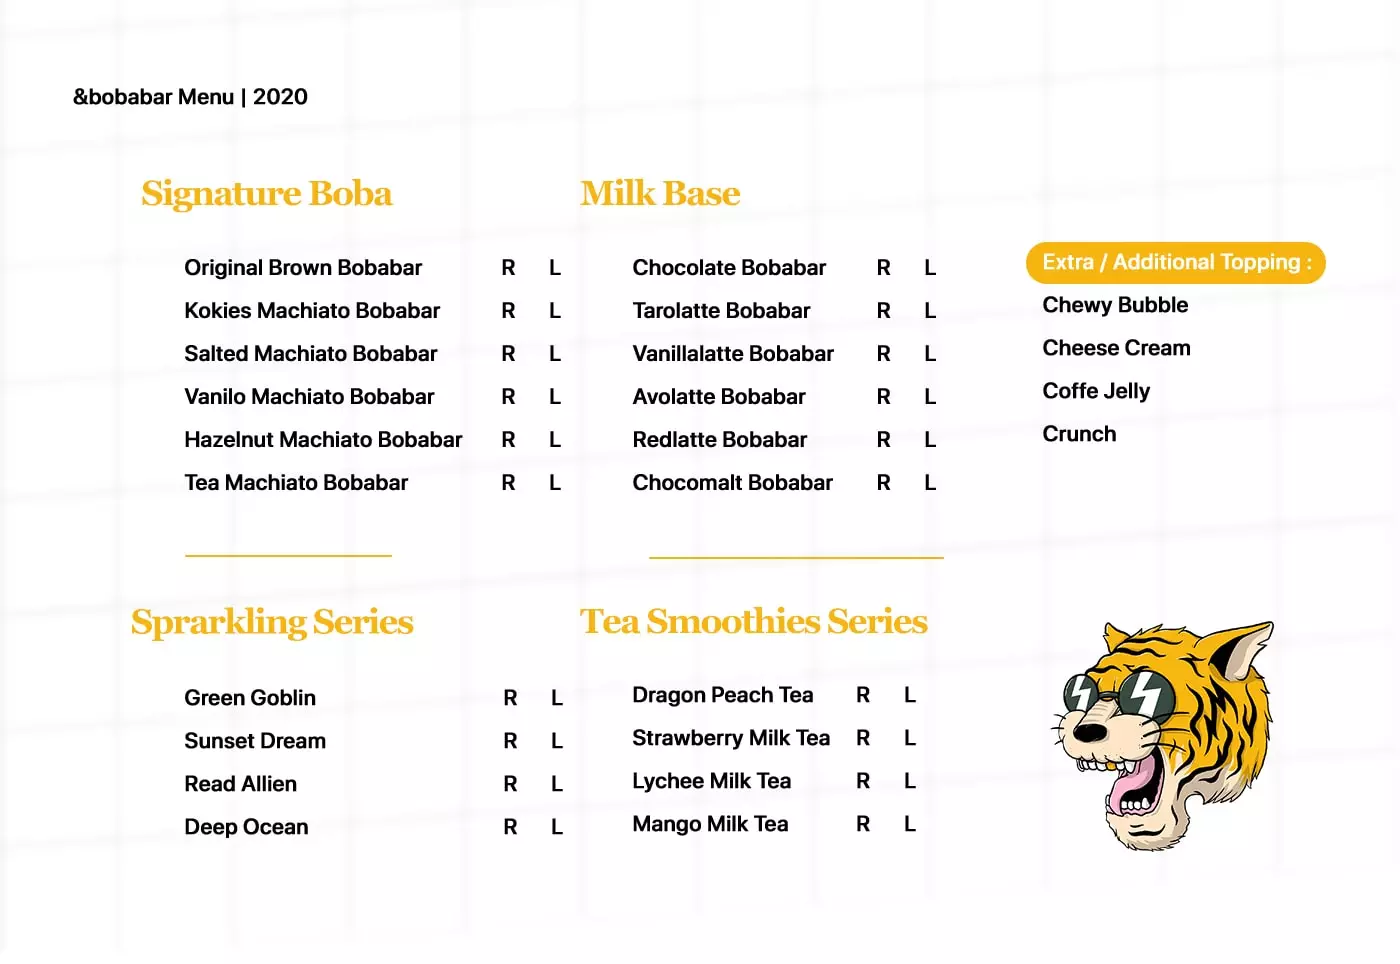 &bobabar Menu | 2020
Signature Boba
Original Brown Bobabar R L
Kokies Machiato Bobabar R L
Salted Machiato Bobabar R L
Vanilo Machiato Bobabar R L
Hazelnut Machiato Bobabar R L
Tea Machiato Bobabar R L
Milk Base
Chocolate Bobabar R L
Tarolatte Bobabar R L
Vanillalatte Bobabar R L
Avolatte Bobabar R L
Redlatte Bobabar R L
Chocomalt Bobabar R L
Extra / Additional Topping :
Chewy Bubble
Cheese Cream
Coffe Jelly
Crunch
Sprarkling Series
Green Goblin R L
Sunset Dream R L
Read Allien R L
Deep Ocean R L
Tea Smoothies Series
Dragon Peach Tea R L
Strawberry Milk Tea R L
Lychee Milk Tea R L
Mango Milk Tea R L